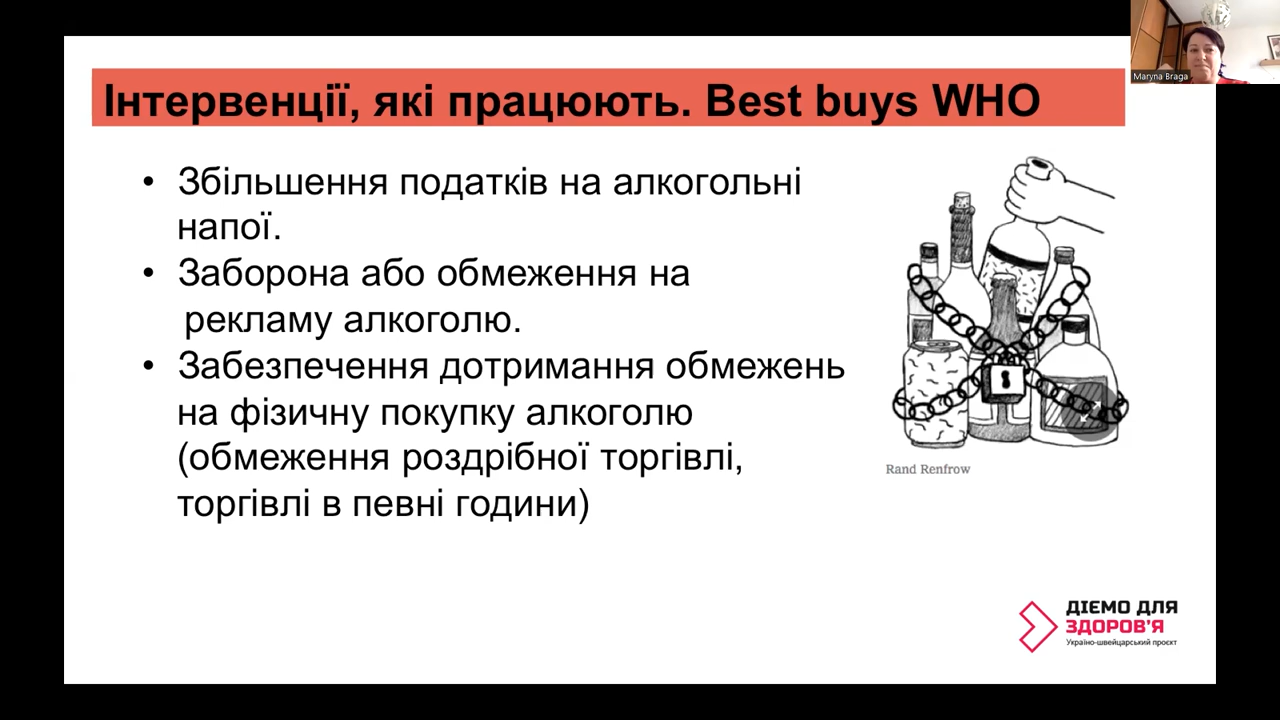 Інтервенції, які працюють. Best buys WHO
Maryna Braga
• Збільшення податків на алкогольні
напої.
• Заборона або обмеження на
рекламу алкоголю.
• Забезпечення дотримання обмежень
на фізичну покупку алкоголю
(обмеження роздрібної торгівлі,
торгівлі в певні години)
Rand Renfrow
ДІЄМО ДЛЯ
ЗДОРОВ'Я
Україно-швейцарський проєкт